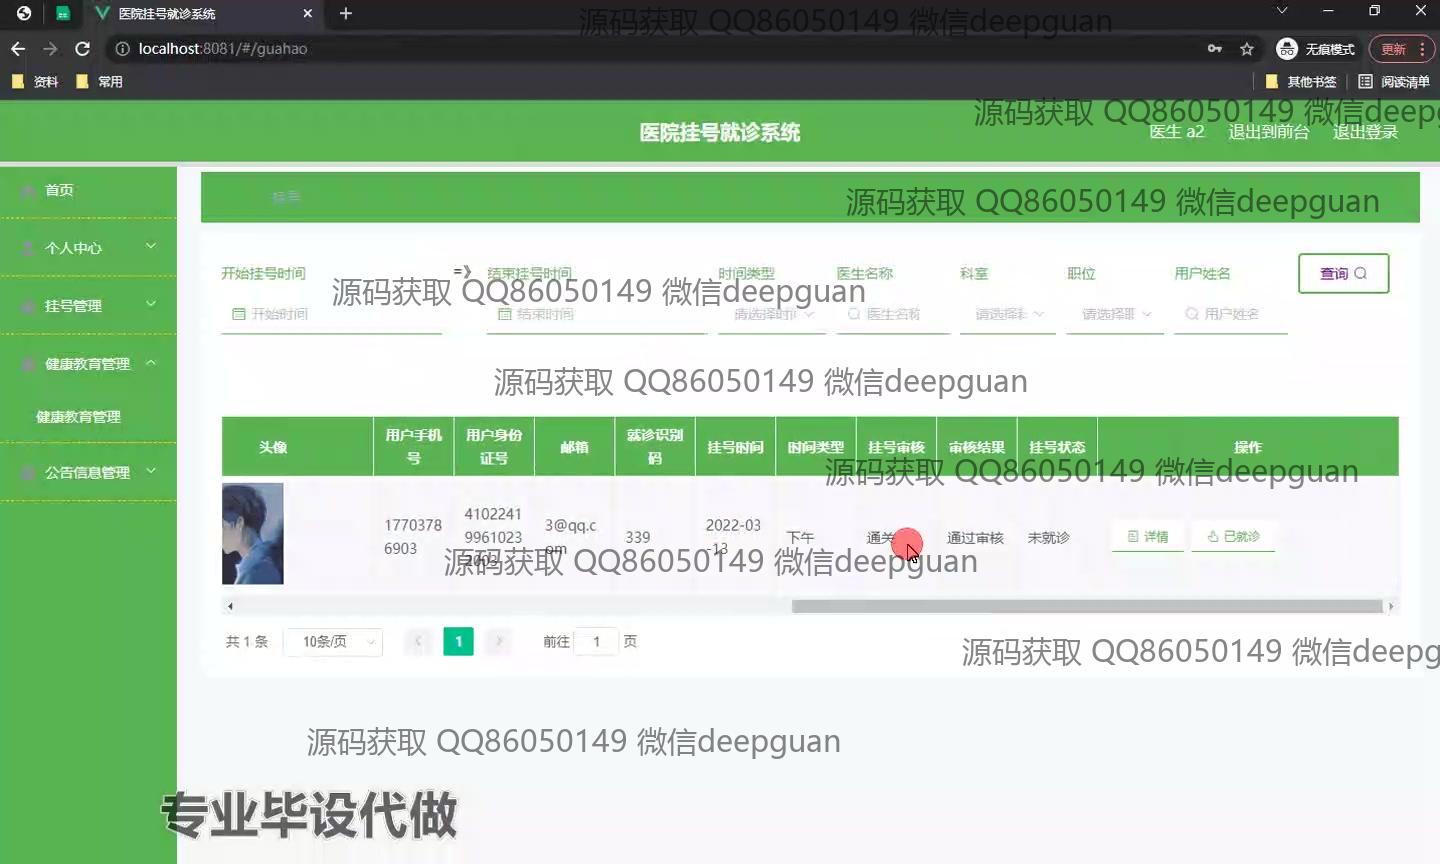 医院挂号就诊系统
源码获取 QQ86050149 微信deepguan
localhost:8081/#/guahao
无痕模式
更新
资料
常用
其他书签
阅读清单
源码获取 QQ86050149 微信deepg
医院挂号就诊系统
医生 a2
退出到前台
退出登录
首页
个人中心
挂号管理
健康教育管理
健康教育管理
公告信息管理
挂号
源码获取 QQ86050149 微信deepguan
开始挂号时间
=》
结束挂号时间
时间类型
医生名称
科室
职位
用户姓名
查询
源码获取 QQ86050149 微信deepguan
开始时间
结束时间
请选择时
医生名称
请选择科
请选择职
用户姓名
源码获取 QQ86050149 微信deepguan
头像
用户手机
号
用户身份
证号
邮箱
就诊识别
码
挂号时间
时间类型
挂号审核
审核结果
挂号状态
操作
源码获取 QQ86050149 微信deepguan
1770378
6903
4102241
9961023
2003
3@qq.c
om
339
2022-03
-13
下午
通关
通过审核
未就诊
详情
已就诊
源码获取 QQ86050149 微信deepguan
共 1 条
10条/页
1
前往
1
页
源码获取 QQ86050149 微信deepg
源码获取 QQ86050149 微信deepguan
专业毕设代做